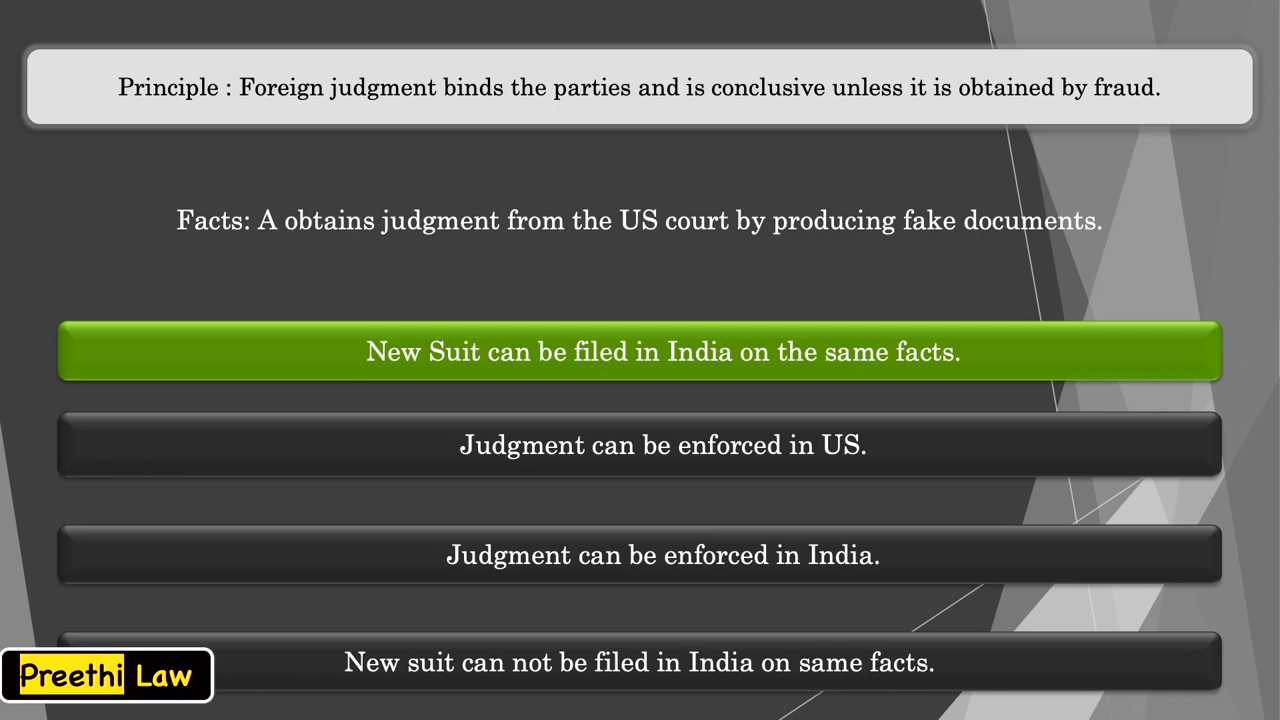 Principle : Foreign judgment binds the parties and is conclusive unless it is obtained by fraud.
Facts: A obtains judgment from the US court by producing fake documents.
New Suit can be filed in India on the same facts.
Judgment can be enforced in US.
Judgment can be enforced in India.
New suit can not be filed in India on same facts.
Preethi Law